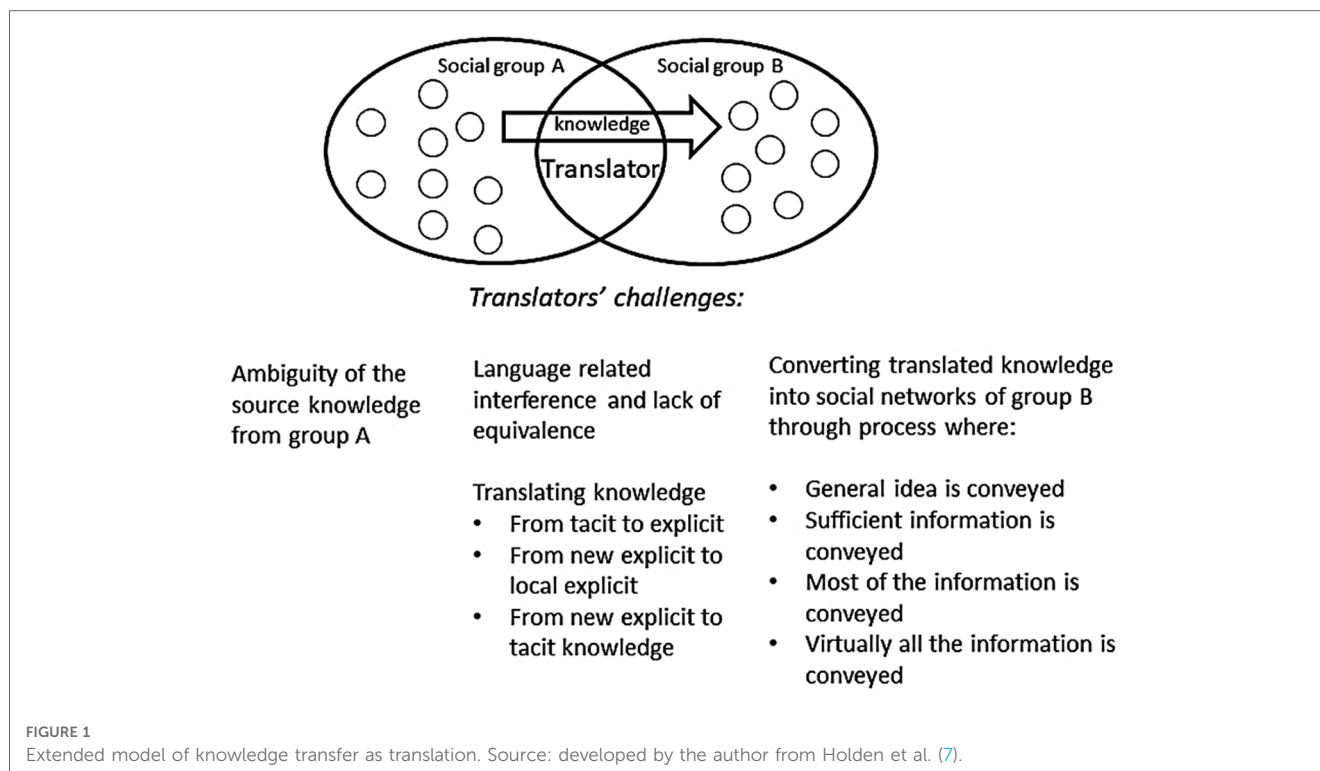 Social group A
Social group B
knowledge
Translator
Translators’ challenges:
Ambiguity of the
source knowledge
from group A
Language related
interference and lack of
equivalence
Translating knowledge
• From tacit to explicit
• From new explicit to
local explicit
• From new explicit to
tacit knowledge
Converting translated knowledge
into social networks of group B
through process where:
• General idea is conveyed
• Sufficient information is
conveyed
• Most of the information is
conveyed
• Virtually all the information is
conveyed
FIGURE 1
Extended model of knowledge transfer as translation. Source: developed by the author from Holden et al. (7).